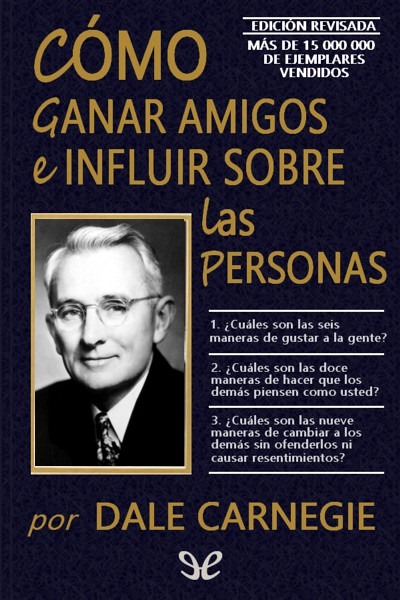 EDICIÓN REVISADA
MÁS DE 15 000 000
DE EJEMPLARES
VENDIDOS
CÓMO
GANAR AMIGOS
e INFLUIR SOBRE
Las
PERSONAS
1. ¿Cuáles son las seis
maneras de gustar a la gente?
2. ¿Cuáles son las doce
maneras de hacer que los
demás piensen como usted?
3. ¿Cuáles son las nueve
maneras de cambiar a los
demás sin ofenderlos ni
causar resentimientos?
por DALE CARNEGIE